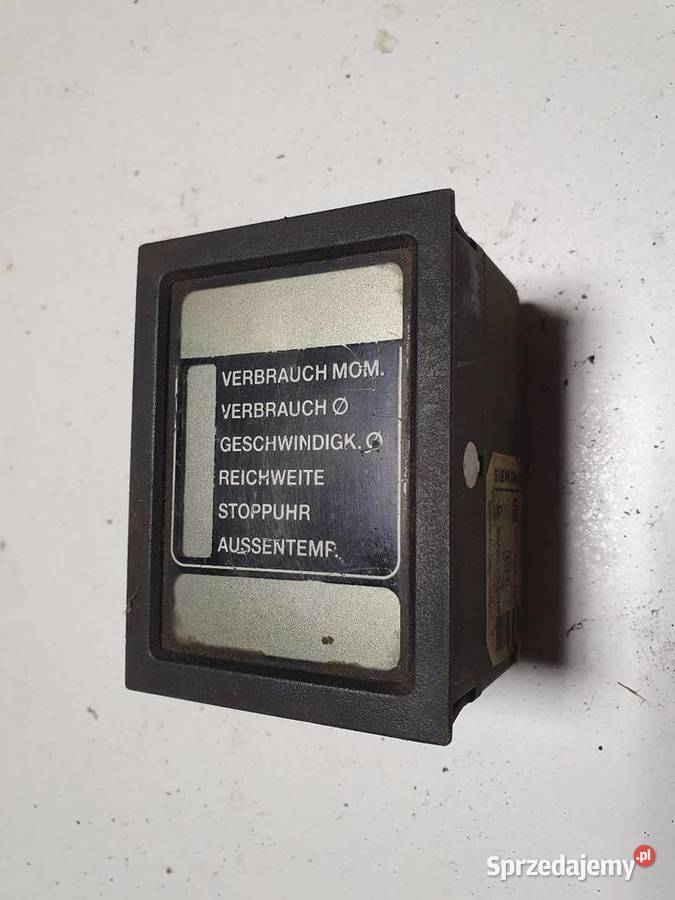 VERBRAUCH MOM.
VERBRAUCH Ø
GESCHWINDIGK. Ø
REICHWEITE
STOPPUHR
AUSSENTEMP.
Sprzedajemy.pl